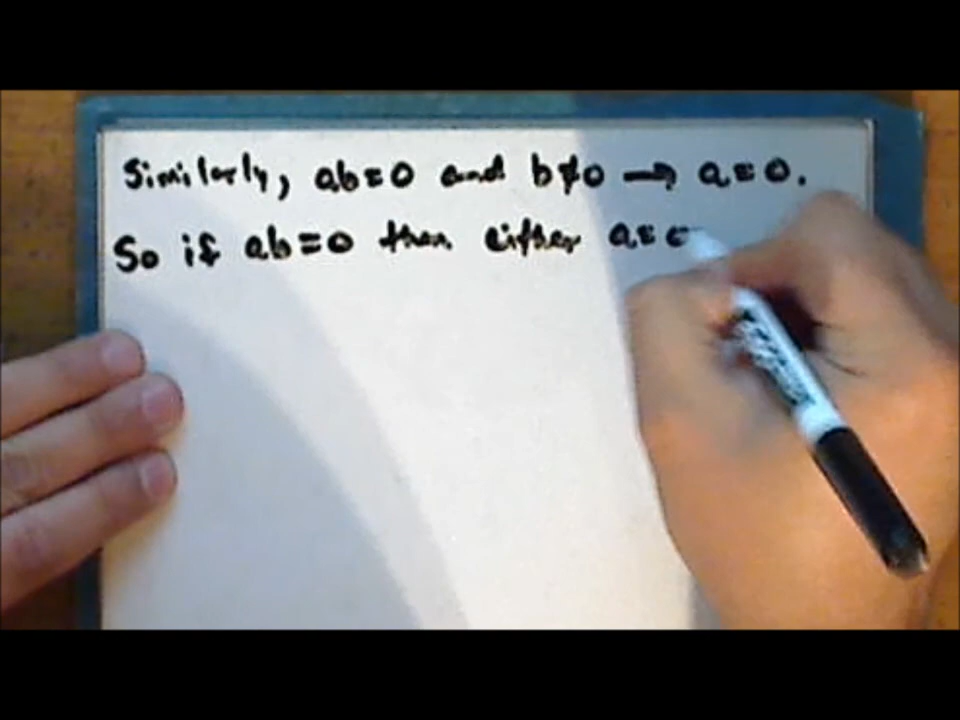 Similarly, ab=0 and b≠0 → a=0.
So if ab=0 then either a=